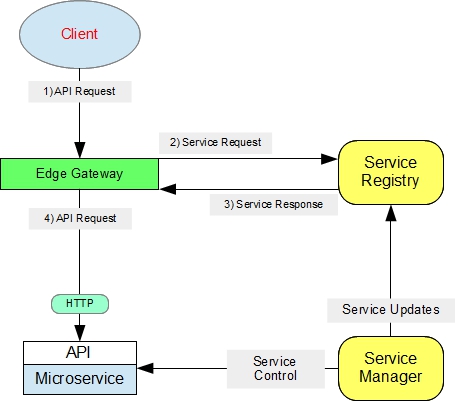 Client
1) API Request
2) Service Request
Edge Gateway
Service
Registry
3) Service Response
4) API Request
HTTP
Service Updates
API
Microservice
Service
Control
Service
Manager